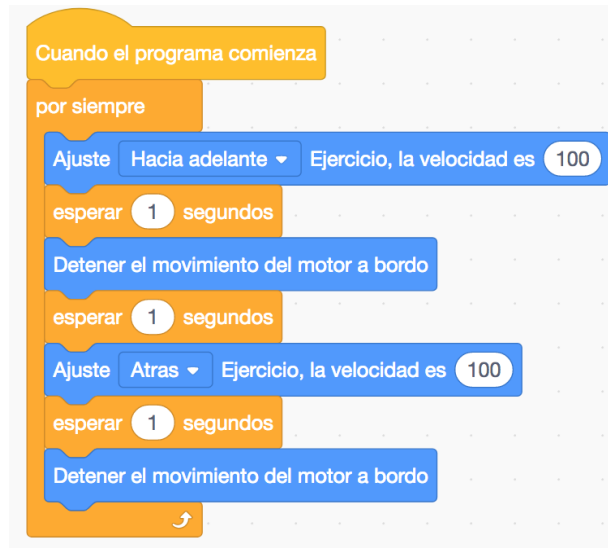 Cuando el programa comienza
por siempre
Ajuste Hacia adelante Ejercicio, la velocidad es 100
esperar 1 segundos
Detener el movimiento del motor a bordo
esperar 1 segundos
Ajuste Atras Ejercicio, la velocidad es 100
esperar 1 segundos
Detener el movimiento del motor a bordo